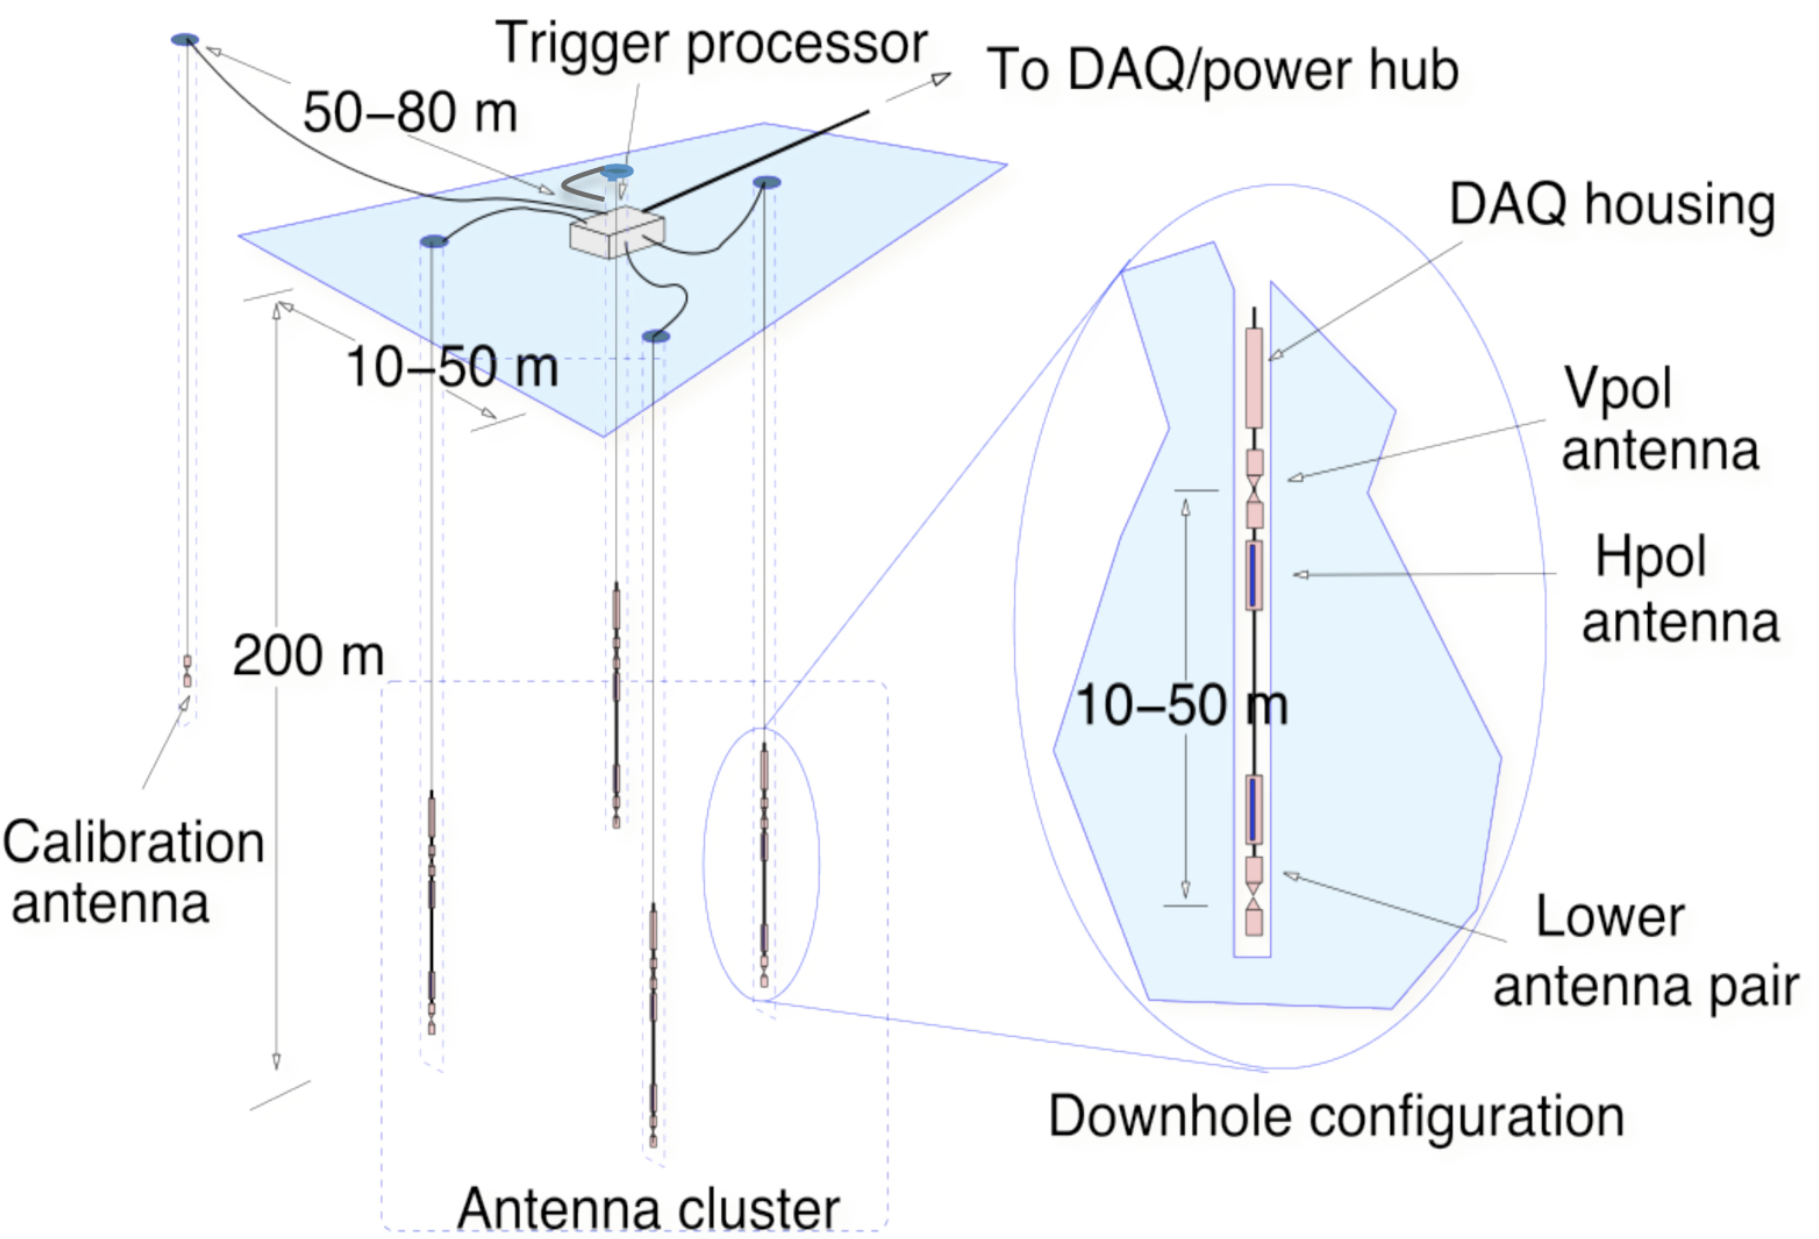 Trigger processor
To DAQ/power hub
50–80 m
DAQ housing
10–50 m
Vpol
antenna
Hpol
antenna
200 m
10–50 m
Calibration
antenna
Lower
antenna pair
Downhole configuration
Antenna cluster